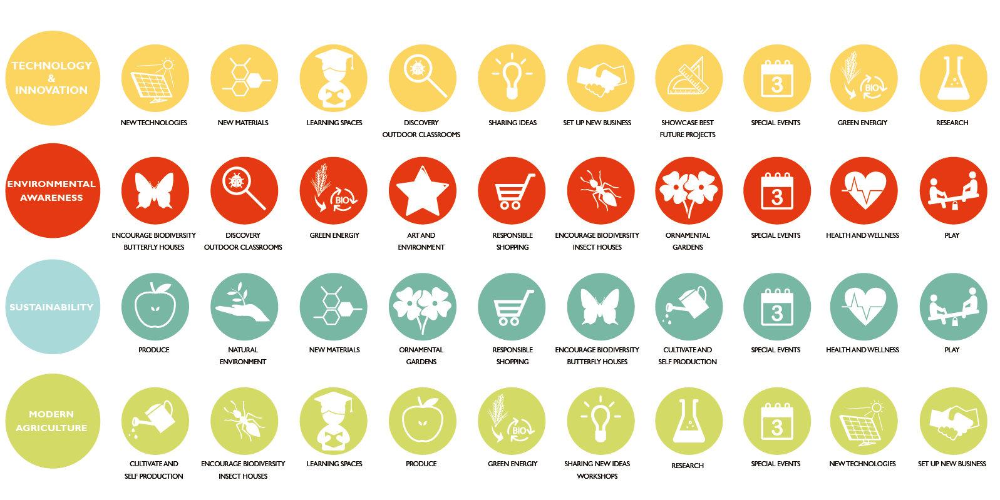 TECHNOLOGY
&
INNOVATION
3
BIO
NEW TECHNOLOGIES
NEW MATERIALS
LEARNING SPACES
DISCOVERY
OUTDOOR CLASSROOMS
SHARING IDEAS
SET UP NEW BUSINESS
SHOWCASE BEST
FUTURE PROJECTS
SPECIAL EVENTS
GREEN ENERGIY
RESEARCH
ENVIRONMENTAL
AWARENESS
BIO
3
ENCOURAGE BIODIVERSITY
BUTTERFLY HOUSES
DISCOVERY
OUTDOOR CLASSROOMS
GREEN ENERGIY
ART AND
ENVIRONMENT
RESPONSIBLE
SHOPPING
ENCOURAGE BIODIVERSITY
INSECT HOUSES
ORNAMENTAL
GARDENS
SPECIAL EVENTS
HEALTH AND WELLNESS
PLAY
SUSTAINABILITY
3
PRODUCE
NATURAL
ENVIRONMENT
NEW MATERIALS
ORNAMENTAL
GARDENS
RESPONSIBLE
SHOPPING
ENCOURAGE BIODIVERSITY
BUTTERFLY HOUSES
CULTIVATE AND
SELF PRODUCTION
SPECIAL EVENTS
HEALTH AND WELLNESS
PLAY
MODERN
AGRICULTURE
BIO
3
CULTIVATE AND
SELF PRODUCTION
ENCOURAGE BIODIVERSITY
INSECT HOUSES
LEARNING SPACES
PRODUCE
GREEN ENERGIY
SHARING NEW IDEAS
WORKSHOPS
RESEARCH
SPECIAL EVENTS
NEW TECHNOLOGIES
SET UP NEW BUSINESS